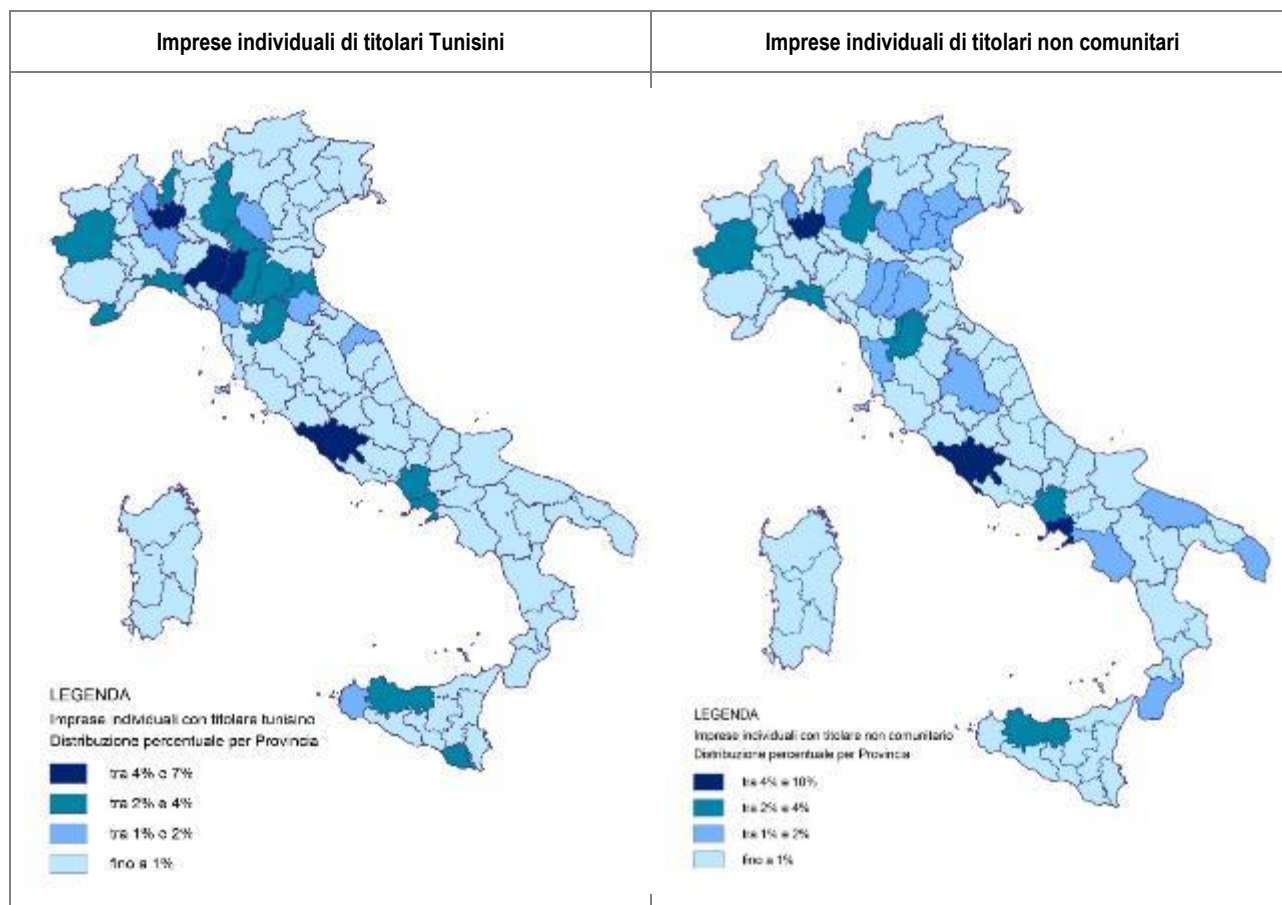 Imprese individuali di titolari Tunisini
Imprese individuali di titolari non comunitari
LEGENDA
Imprese individuali con titolare tunisino
Distribuzione percentuale per Provincia
tra 4% e 7%
tra 2% e 4%
tra 1% e 2%
fino a 1%
LEGENDA
Imprese individuali con titolare non comunitario
Distribuzione percentuale per Provincia
tra 4% e 10%
tra 2% e 4%
tra 1% e 2%
fino a 1%